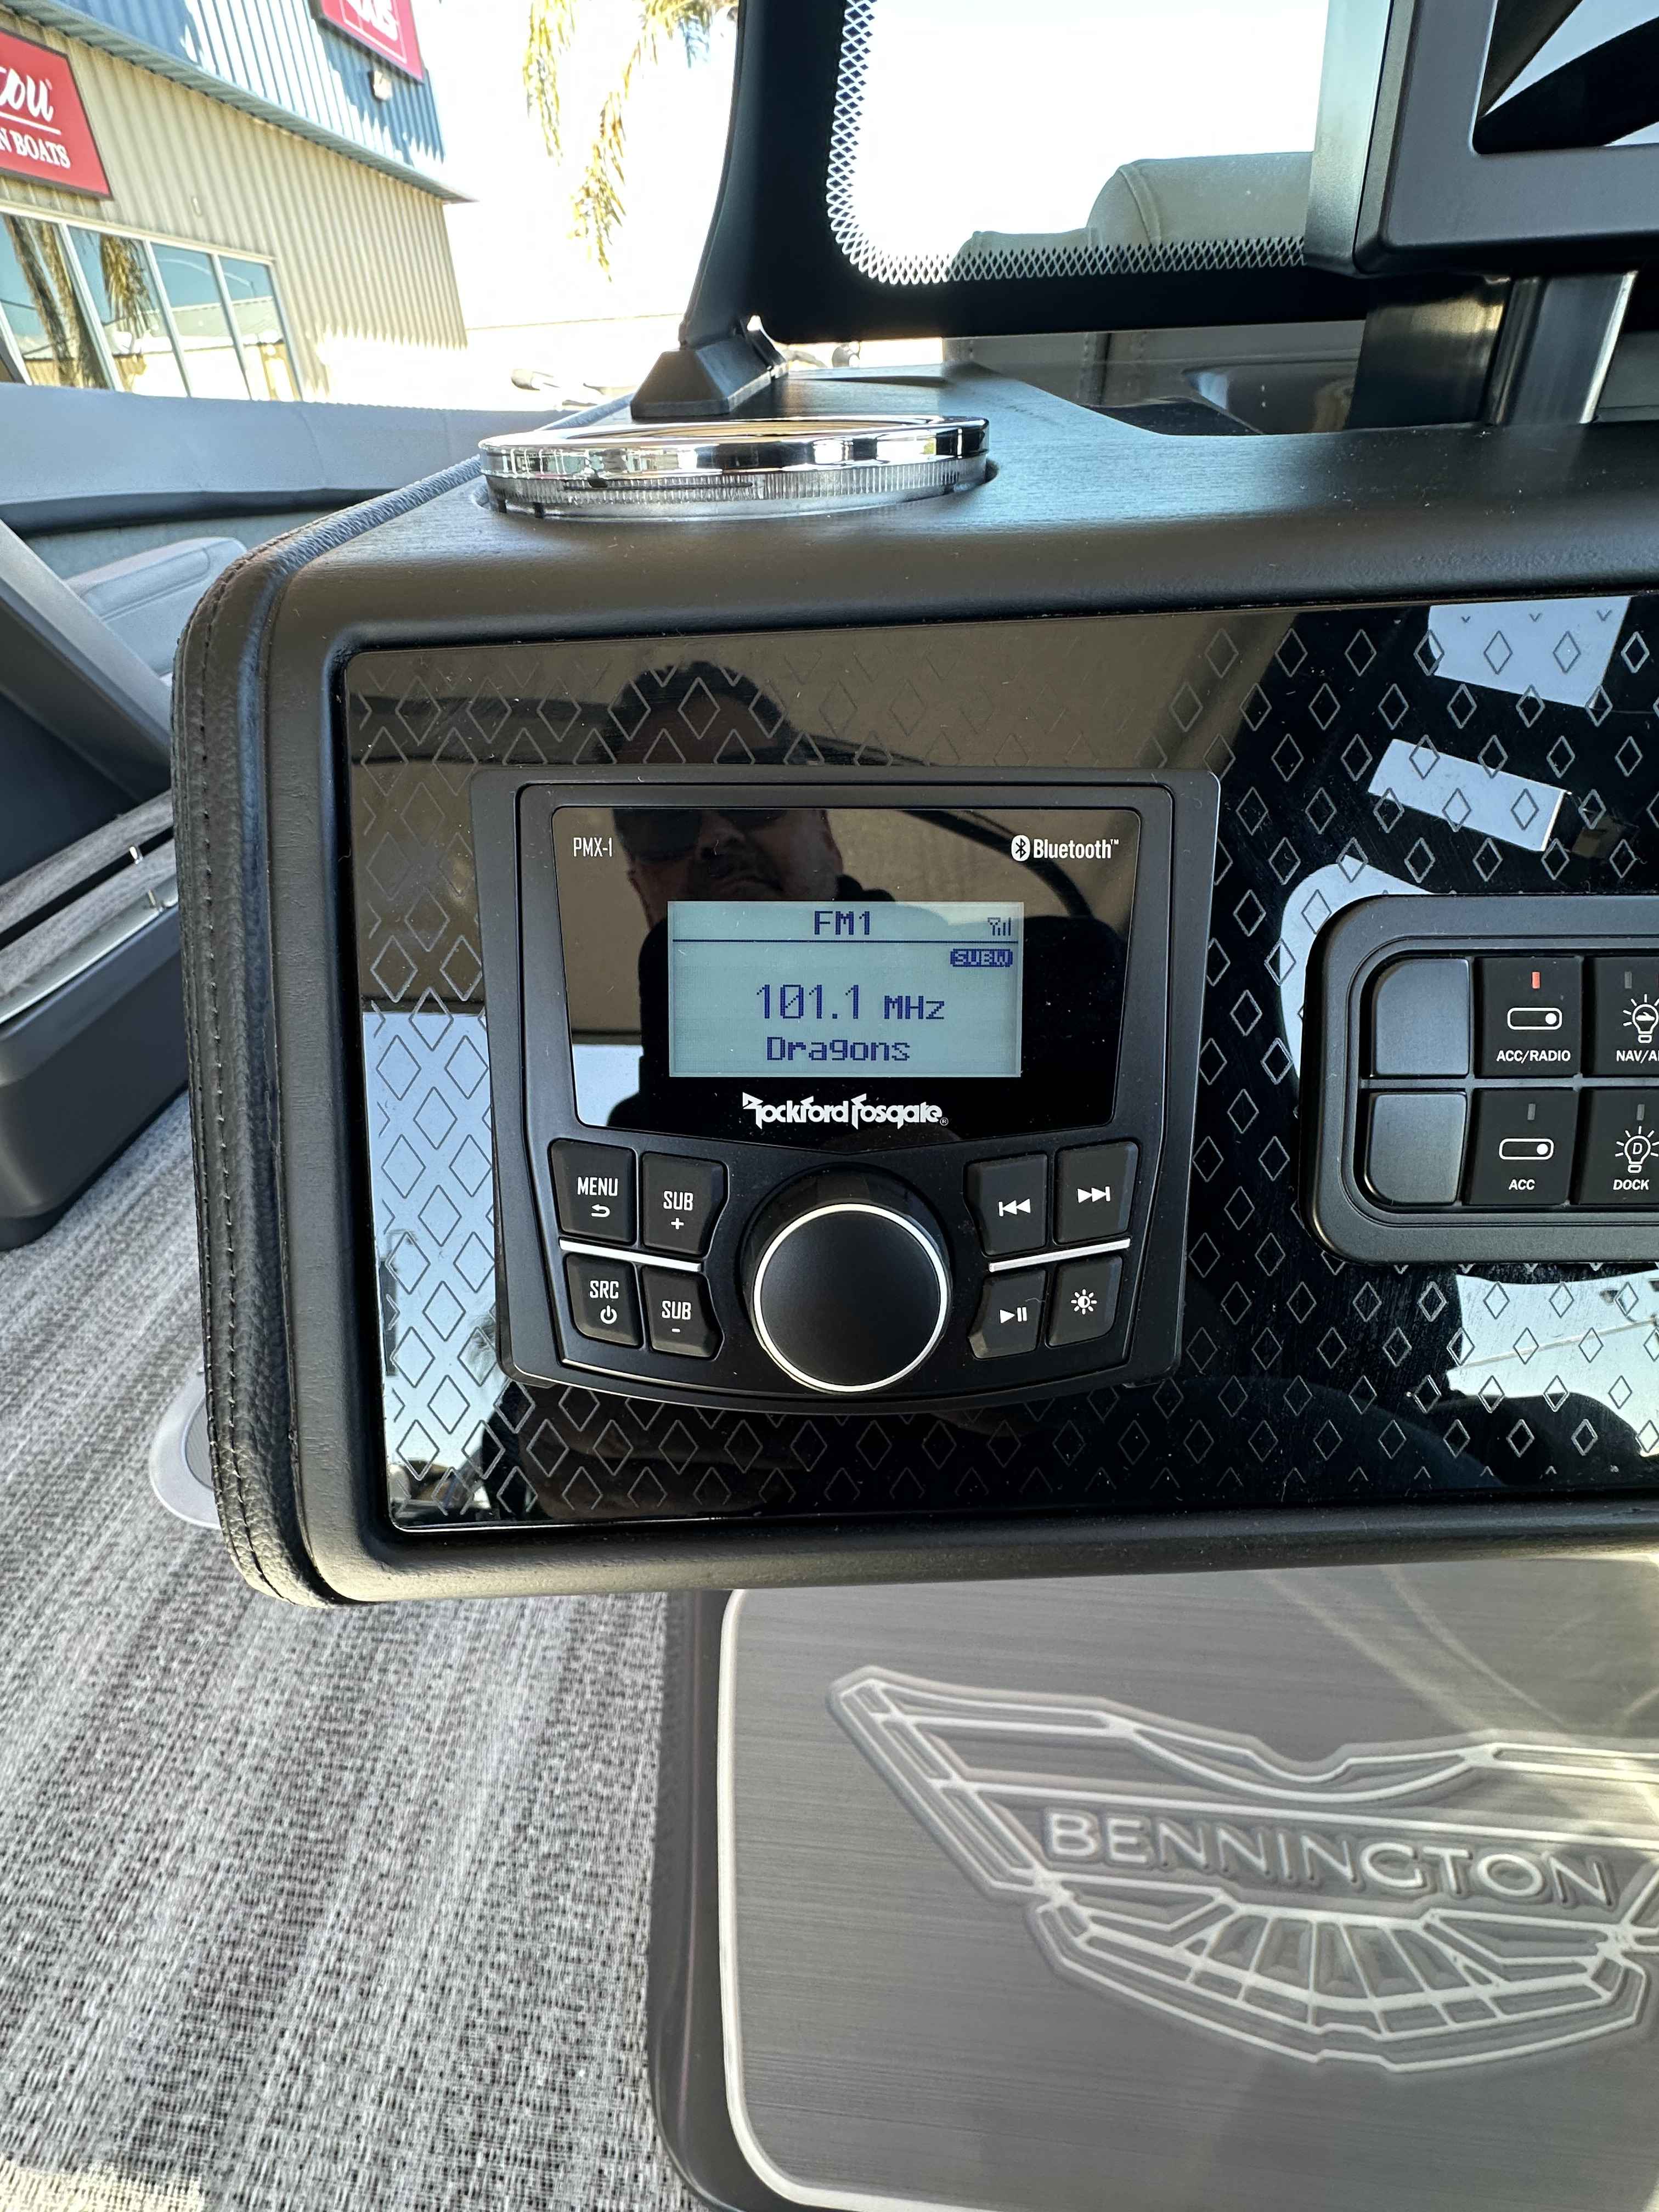 N BOATS
PMX-1
Bluetooth™
FM1
SUBW
101.1 MHz
Dragons
Rockford Fosgate®
MENU
SUB
+
SRC
SUB
-
ACC/RADIO
ACC
DOCK
D
BENNINGTON